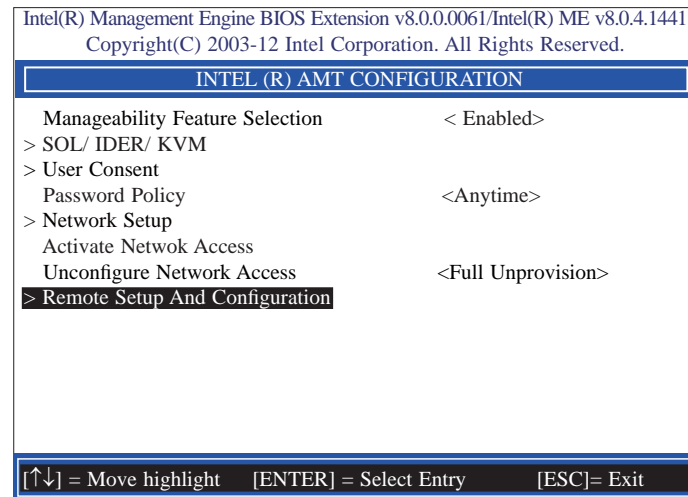 Intel(R) Management Engine BIOS Extension v8.0.0.0061/Intel(R) ME v8.0.4.1441
Copyright(C) 2003-12 Intel Corporation. All Rights Reserved.
INTEL (R) AMT CONFIGURATION
Manageability Feature Selection < Enabled>
> SOL/ IDER/ KVM
> User Consent
Password Policy <Anytime>
> Network Setup
Activate Netwok Access
Unconfigure Network Access <Full Unprovision>
> Remote Setup And Configuration
[↑↓] = Move highlight [ENTER] = Select Entry [ESC]= Exit